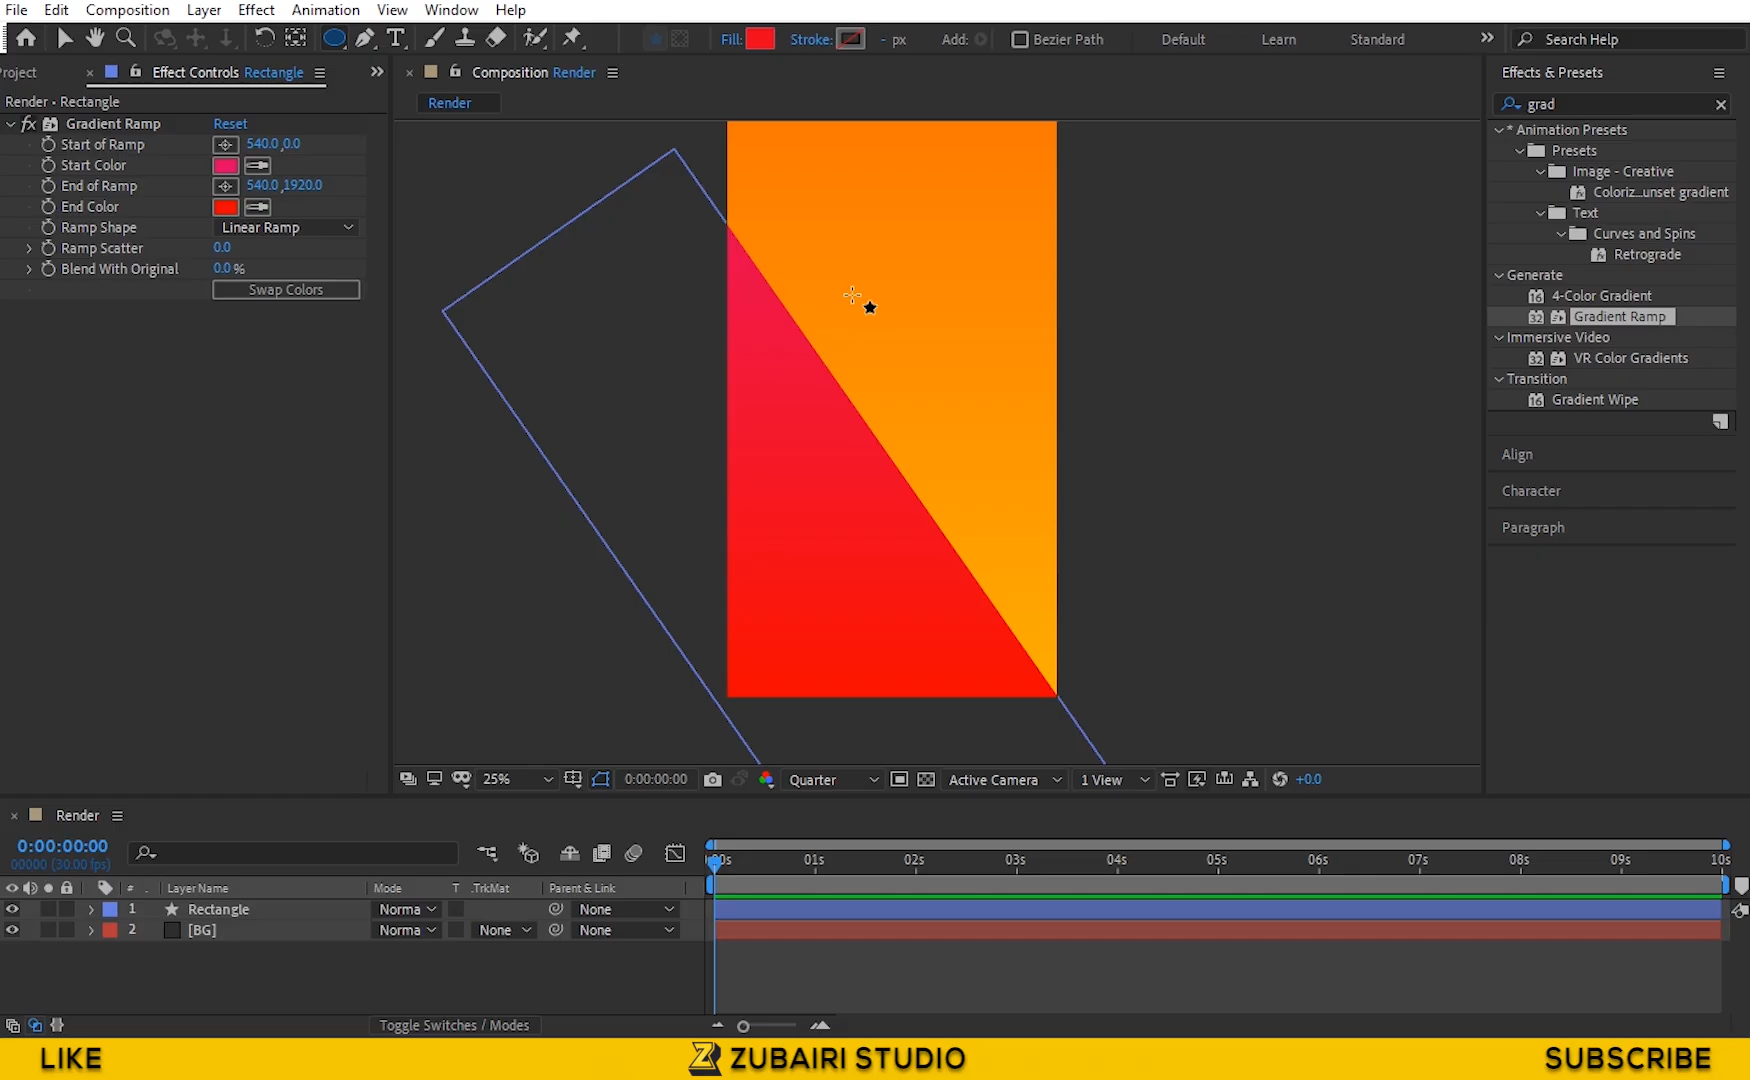 File Edit Composition Layer Effect Animation View Window Help
Fill: Stroke: - px Add: Bezier Path Default Learn Standard Search Help
roject Effect Controls Rectangle
Render • Rectangle
fx Gradient Ramp Reset
Start of Ramp 540.0,0.0
Start Color
End of Ramp 540.0,1920.0
End Color
Ramp Shape Linear Ramp
Ramp Scatter 0.0
Blend With Original 0.0%
Swap Colors
Composition Render
Render
25% 0:00:00:00 Quarter Active Camera 1 View +0.0
Effects & Presets
grad
* Animation Presets
Presets
Image - Creative
Coloriz...unset gradient
Text
Curves and Spins
Retrograde
Generate
16 4-Color Gradient
32 Gradient Ramp
Immersive Video
32 VR Color Gradients
Transition
16 Gradient Wipe
Align
Character
Paragraph
Render
0:00:00:00
00000 (30.00 fps)
# . Layer Name Mode T .TrkMat Parent & Link
1 Rectangle Norma None
2 [BG] Norma None None
00s 01s 02s 03s 04s 05s 06s 07s 08s 09s 10s
Toggle Switches / Modes
LIKE ZUBAIRI STUDIO SUBSCRIBE